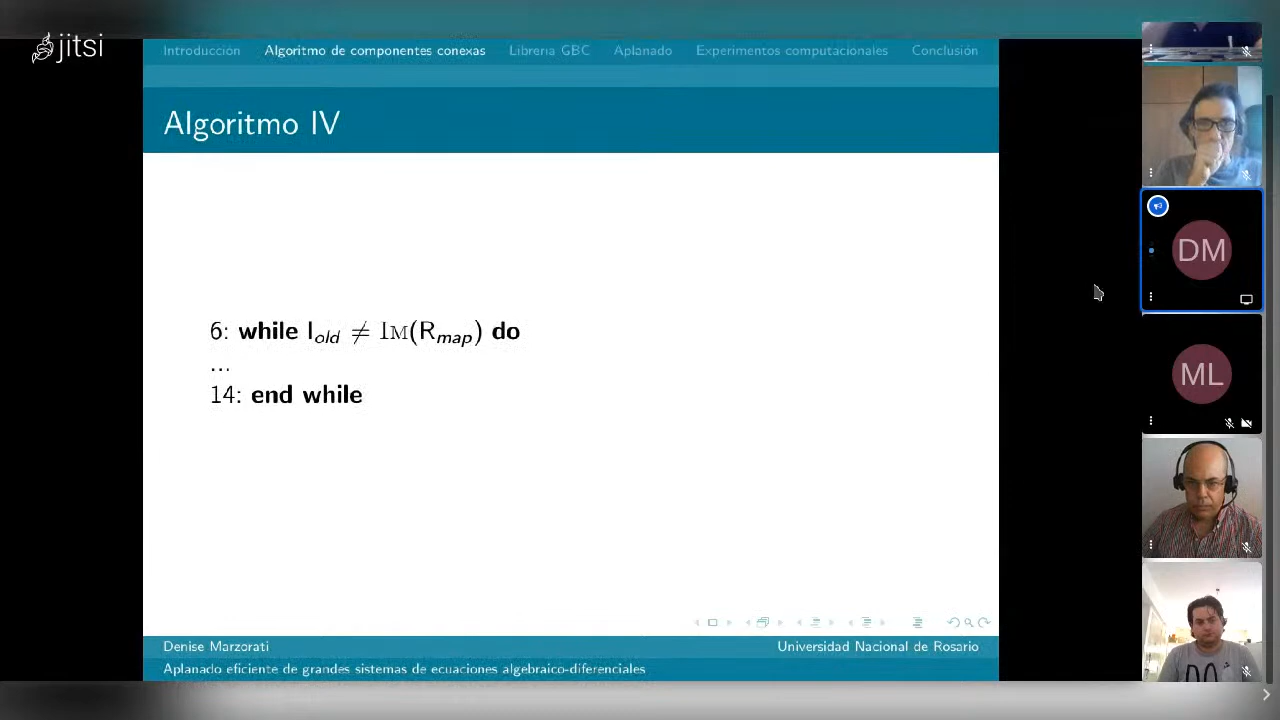 jitsi
Introducción Algoritmo de componentes conexas Libreria GBC Aplanado Experimentos computacionales Conclusión
Algoritmo IV
6: while I_old ≠ Im(R_map) do
...
14: end while
Denise Marzorati Universidad Nacional de Rosario
Aplanado eficiente de grandes sistemas de ecuaciones algebraico-diferenciales
DM
ML